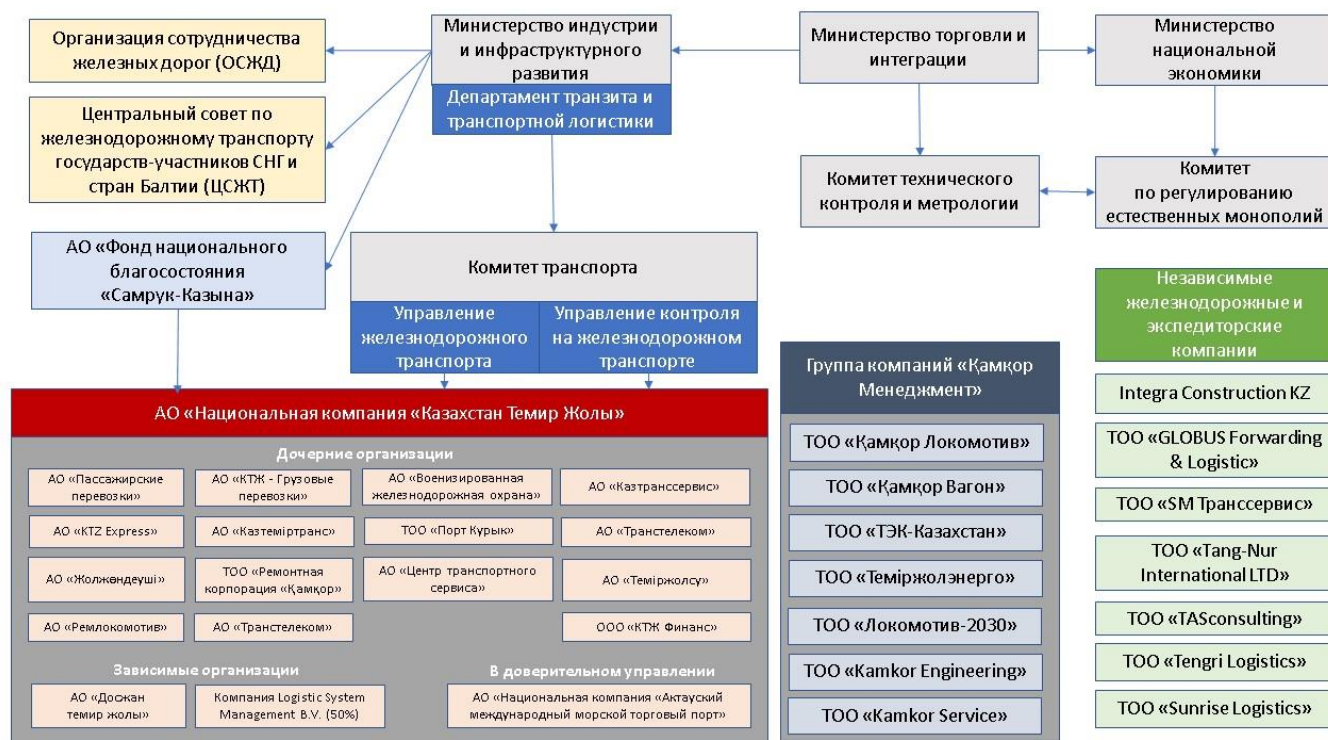 Организация сотрудничества
железных дорог (ОСЖД)
Центральный совет по
железнодорожному транспорту
государств-участников СНГ и
стран Балтии (ЦСЖТ)
АО «Фонд национального
благосостояния
«Самрук-Казына»
Министерство индустрии
и инфраструктурного
развития
Департамент транзита и
транспортной логистики
Министерство торговли и
интеграции
Министерство
национальной
экономики
Комитет технического
контроля и метрологии
Комитет
по регулированию
естественных монополий
Комитет транспорта
Управление
железнодорожного
транспорта
Управление контроля
на железнодорожном
транспорте
АО «Национальная компания «Казахстан Темир Жолы»
Дочерние организации
АО «Пассажирские
перевозки»
АО «КТЖ - Грузовые
перевозки»
АО «Военизированная
железнодорожная охрана»
АО «Казтранссервис»
АО «KTZ Express»
АО «Казтеміртранс»
ТОО «Порт Курык»
АО «Транстелеком»
АО «Жолжөндеуші»
ТОО «Ремонтная
корпорация «Қамқор»
АО «Центр транспортного
сервиса»
АО «Теміржолсу»
АО «Ремлокомотив»
АО «Транстелеком»
ООО «КТЖ Финанс»
Зависимые организации
АО «Досжан
темир жолы»
Компания Logistic System
Management B.V. (50%)
В доверительном управлении
АО «Национальная компания «Актауский
международный морской торговый порт»
Группа компаний «Қамқор
Менеджмент»
ТОО «Қамқор Локомотив»
ТОО «Қамқор Вагон»
ТОО «ТЭК-Казахстан»
ТОО «Теміржолэнерго»
ТОО «Локомотив-2030»
ТОО «Kamkor Engineering»
ТОО «Kamkor Service»
Независимые
железнодорожные и
экспедиторские
компании
Integra Construction KZ
ТОО «GLOBUS Forwarding
& Logistic»
ТОО «SM Транссервис»
ТОО «Tang-Nur
International LTD»
ТОО «TASconsulting»
ТОО «Tengri Logistics»
ТОО «Sunrise Logistics»